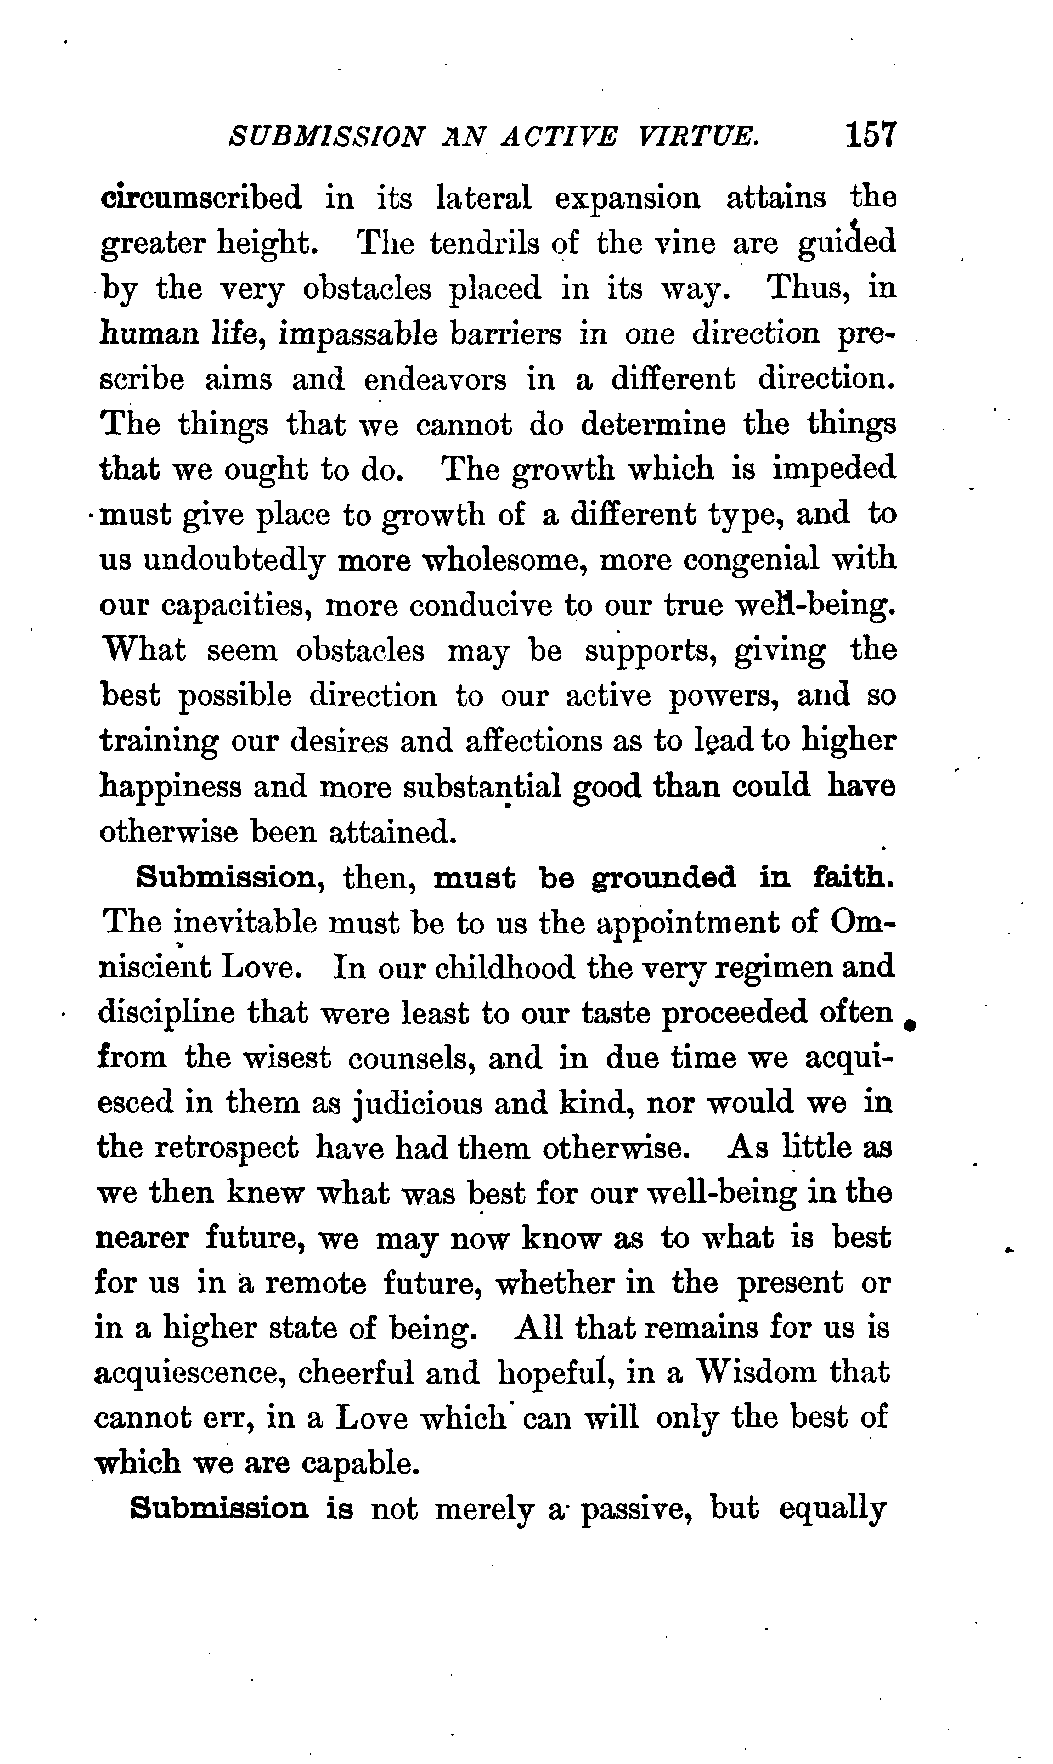 SUBMISSION AN ACTIVE VIRTUE. 157
circumscribed in its lateral expansion attains the
greater height. The tendrils of the vine are guided
by the very obstacles placed in its way. Thus, in
human life, impassable barriers in one direction pre-
scribe aims and endeavors in a different direction.
The things that we cannot do determine the things
that we ought to do. The growth which is impeded
must give place to growth of a different type, and to
us undoubtedly more wholesome, more congenial with
our capacities, more conducive to our true well-being.
What seem obstacles may be supports, giving the
best possible direction to our active powers, and so
training our desires and affections as to lead to higher
happiness and more substantial good than could have
otherwise been attained.
Submission, then, must be grounded in faith.
The inevitable must be to us the appointment of Om-
niscient Love. In our childhood the very regimen and
discipline that were least to our taste proceeded often
from the wisest counsels, and in due time we acqui-
esced in them as judicious and kind, nor would we in
the retrospect have had them otherwise. As little as
we then knew what was best for our well-being in the
nearer future, we may now know as to what is best
for us in a remote future, whether in the present or
in a higher state of being. All that remains for us is
acquiescence, cheerful and hopeful, in a Wisdom that
cannot err, in a Love which can will only the best of
which we are capable.
Submission is not merely a passive, but equally